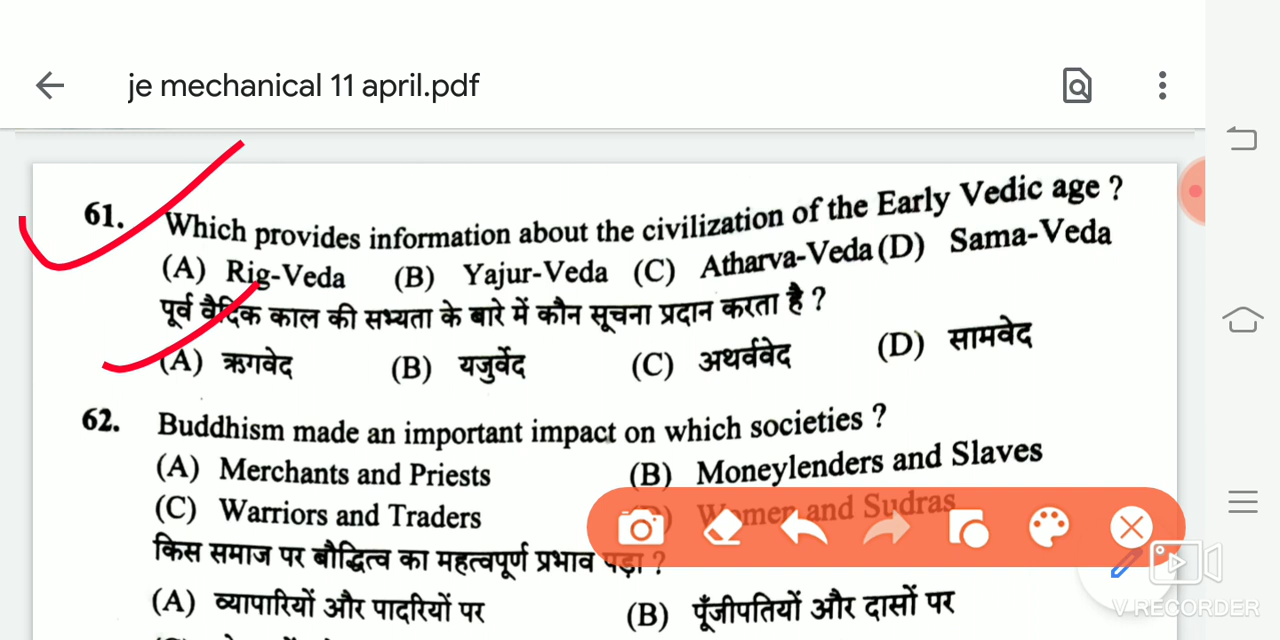 je mechanical 11 april.pdf
61. Which provides information about the civilization of the Early Vedic age ?
(A) Rig-Veda (B) Yajur-Veda (C) Atharva-Veda (D) Sama-Veda
पूर्व वैदिक काल की सभ्यता के बारे में कौन सूचना प्रदान करता है ?
(A) ऋगवेद (B) यजुर्वेद (C) अथर्ववेद (D) सामवेद
62. Buddhism made an important impact on which societies ?
(A) Merchants and Priests (B) Moneylenders and Slaves
(C) Warriors and Traders (D) Women and Sudras
किस समाज पर बौद्धित्व का महत्वपूर्ण प्रभाव पड़ा ?
(A) व्यापारियों और पादरियों पर (B) पूँजीपतियों और दासों पर
V RECORDER